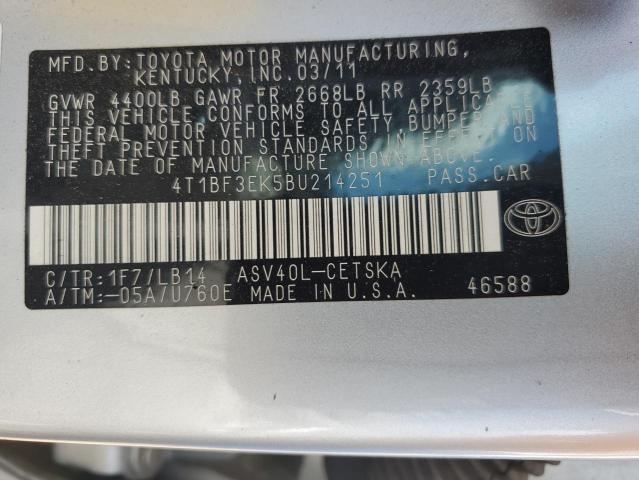 MFD.BY:TOYOTA MOTOR MANUFACTURING,
KENTUCKY, INC. 03/11
GVWR 4400LB GAWR FR 2668LB RR 2359LB
THIS VEHICLE CONFORMS TO ALL APPLICABLE
FEDERAL MOTOR VEHICLE SAFETY, BUMPER, AND
THEFT PREVENTION STANDARDS IN EFFECT ON
THE DATE OF MANUFACTURE SHOWN ABOVE.
4T1BF3EK5BU214251 PASS.CAR
C/TR:1F7/LB14 ASV40L-CETSKA
A/TM:-05A/U760E MADE IN U.S.A. 46588